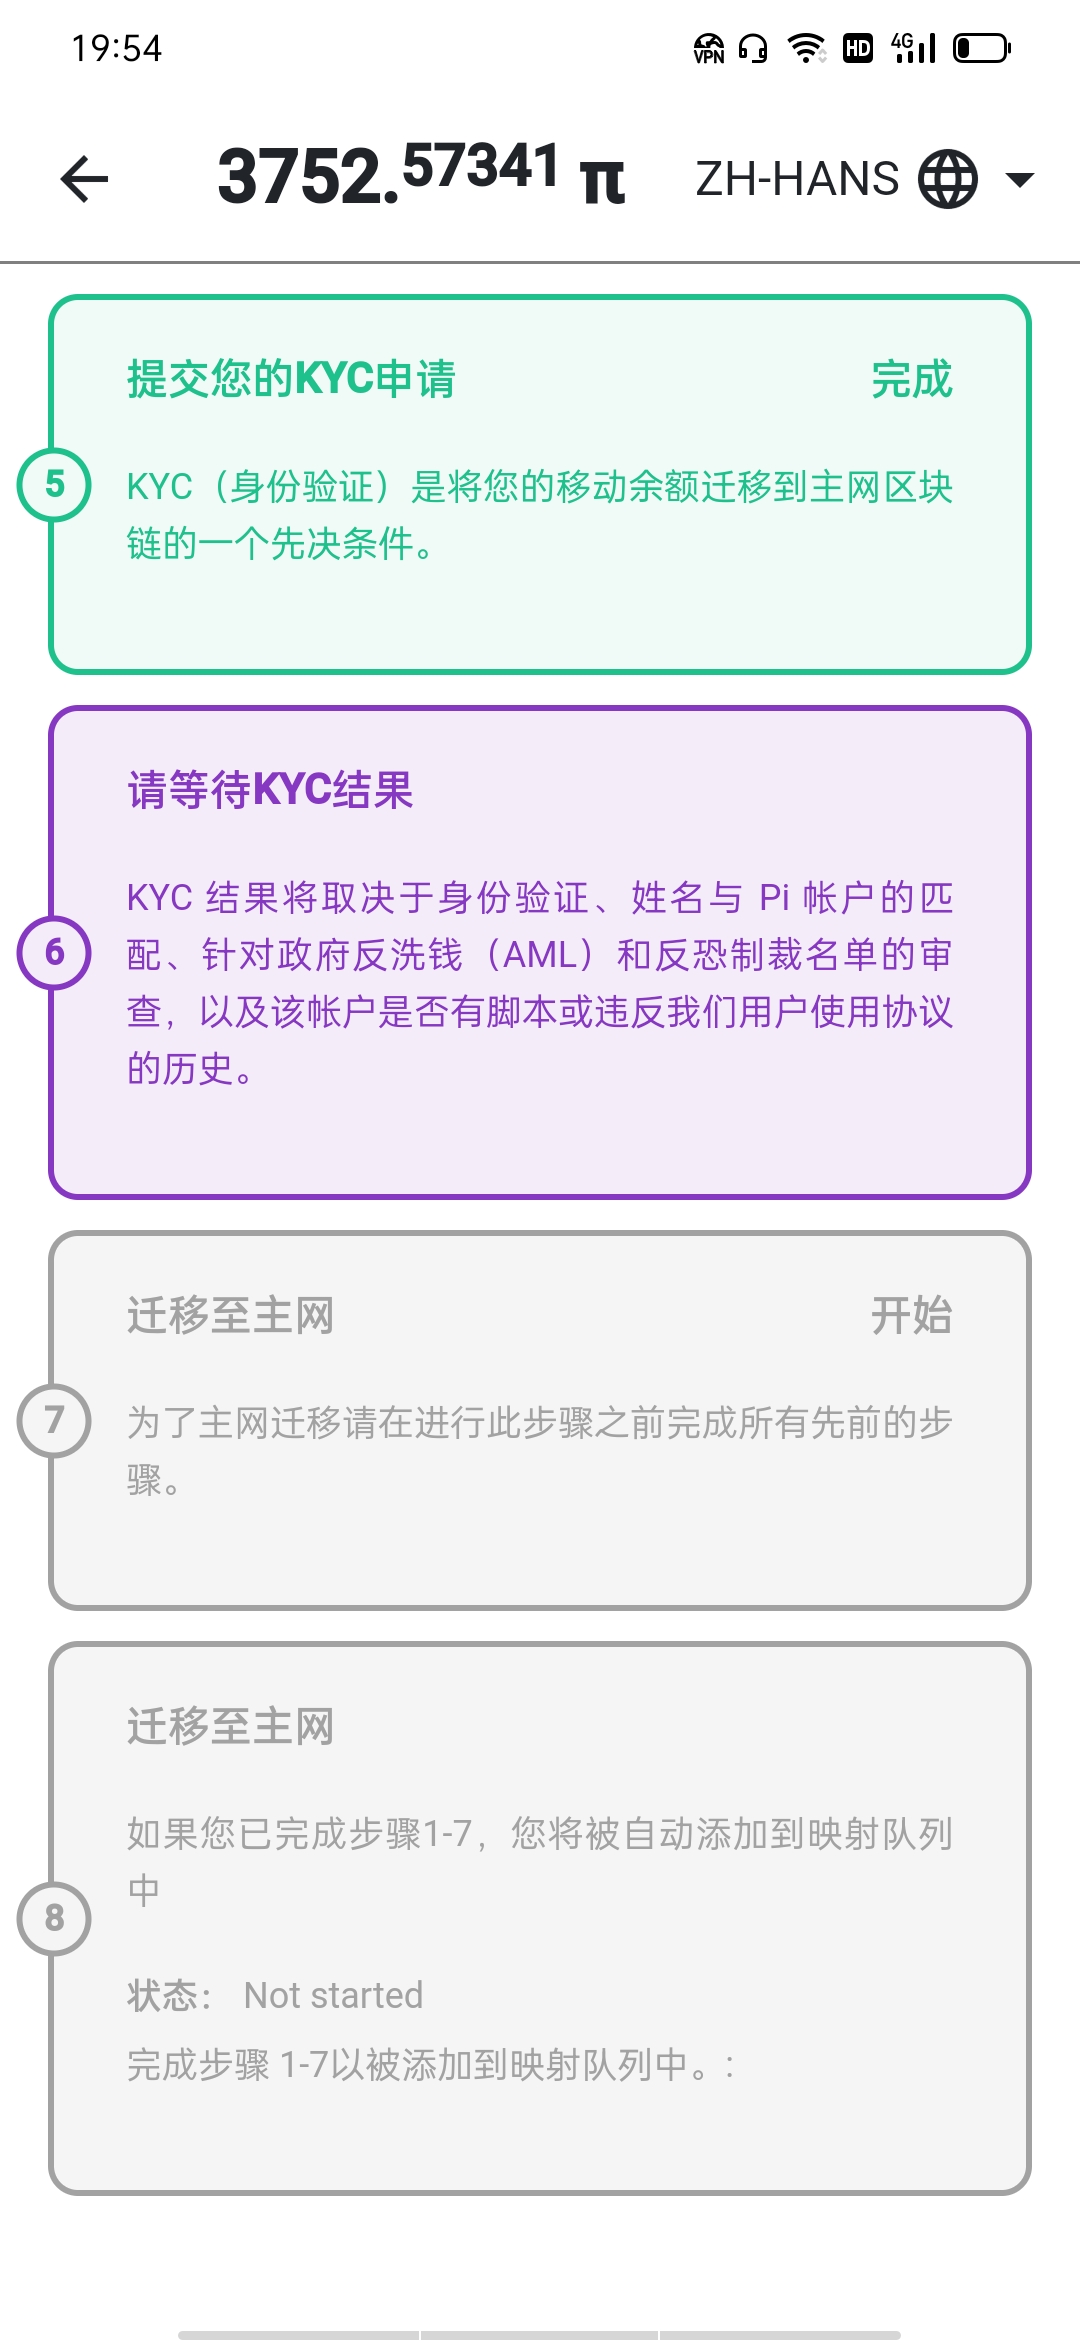 19:54
VPN HD 4G
3752.57341 π ZH-HANS
提交您的KYC申请 完成
5
KYC（身份验证）是将您的移动余额迁移到主网区块
链的一个先决条件。
请等待KYC结果
6
KYC 结果将取决于身份验证、姓名与 Pi 帐户的匹
配、针对政府反洗钱（AML）和反恐制裁名单的审
查，以及该帐户是否有脚本或违反我们用户使用协议
的历史。
迁移至主网 开始
7
为了主网迁移请在进行此步骤之前完成所有先前的步
骤。
迁移至主网
8
如果您已完成步骤1-7，您将被自动添加到映射队列
中
状态： Not started
完成步骤 1-7以被添加到映射队列中。: